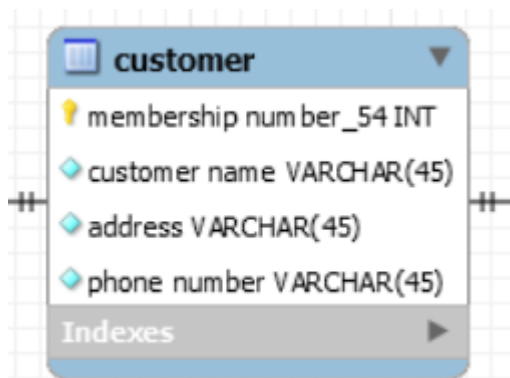 customer
membership number_54 INT
customer name VARCHAR(45)
address VARCHAR(45)
phone number VARCHAR(45)
Indexes